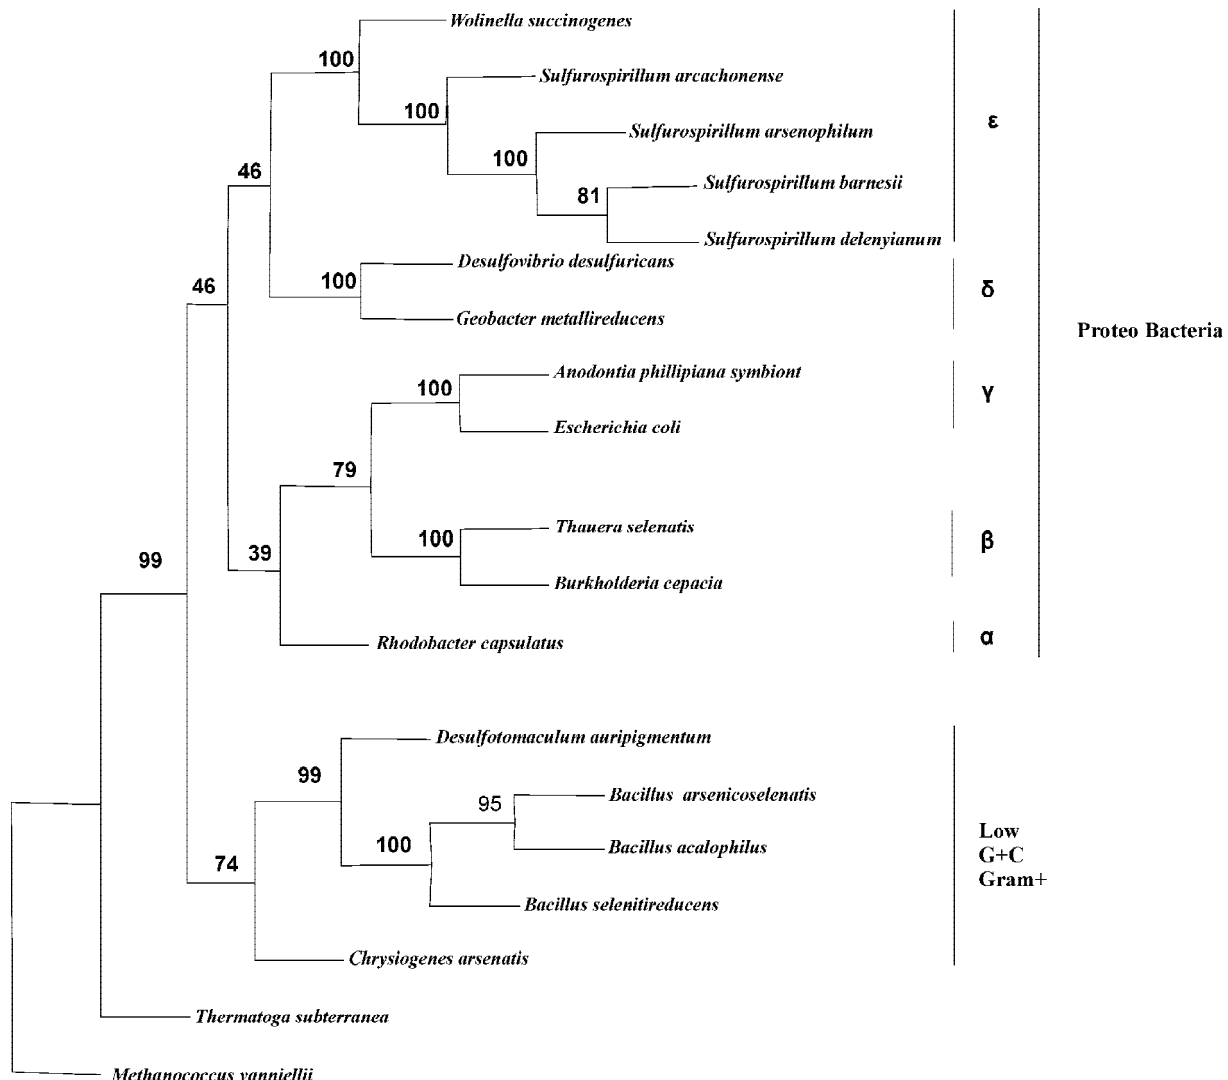 Wolinella succinogenes
100
Sulfurospirillum arcachonense
100
Sulfurospirillum arsenophilum
ε
100
Sulfurospirillum barnesii
81
46
Sulfurospirillum delenyianum
Desulfovibrio desulfuricans
100
46
δ
Geobacter metallireducens
Proteo Bacteria
Anodontia phillipiana symbiont
100
γ
Escherichia coli
79
Thauera selenatis
100
β
39
99
Burkholderia cepacia
Rhodobacter capsulatus
α
Desulfotomaculum auripigmentum
99
Bacillus arsenicoselenatis
95
Low
G+C
Gram+
100
Bacillus acalophilus
74
Bacillus selenitireducens
Chrysiogenes arsenatis
Thermatoga subterranea
Methanococcus vanniellii